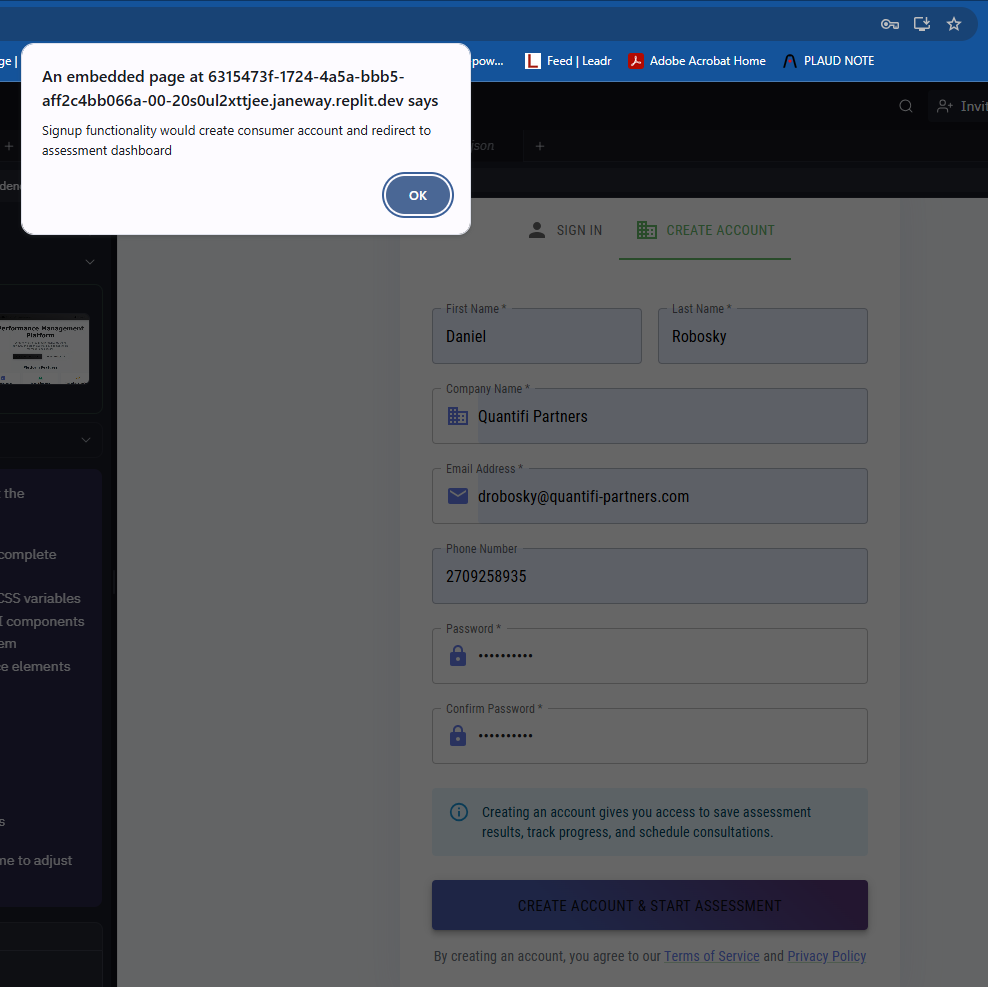 ge |
pow...
Feed | Leadr
Adobe Acrobat Home
PLAUD NOTE
An embedded page at 6315473f-1724-4a5a-bbb5-
aff2c4bb066a-00-20s0ul2xttjee.janeway.replit.dev says
Signup functionality would create consumer account and redirect to
assessment dashboard
OK
Invit
+
son
+
den
SIGN IN
CREATE ACCOUNT
Performance Management
Platform
the
complete
CSS variables
I components
em
ce elements
s
me to adjust
First Name *
Daniel
Last Name *
Robosky
Company Name *
Quantifi Partners
Email Address *
drobosky@quantifi-partners.com
Phone Number
2709258935
Password *
••••••••••
Confirm Password *
••••••••••
Creating an account gives you access to save assessment
results, track progress, and schedule consultations.
CREATE ACCOUNT & START ASSESSMENT
By creating an account, you agree to our Terms of Service and Privacy Policy